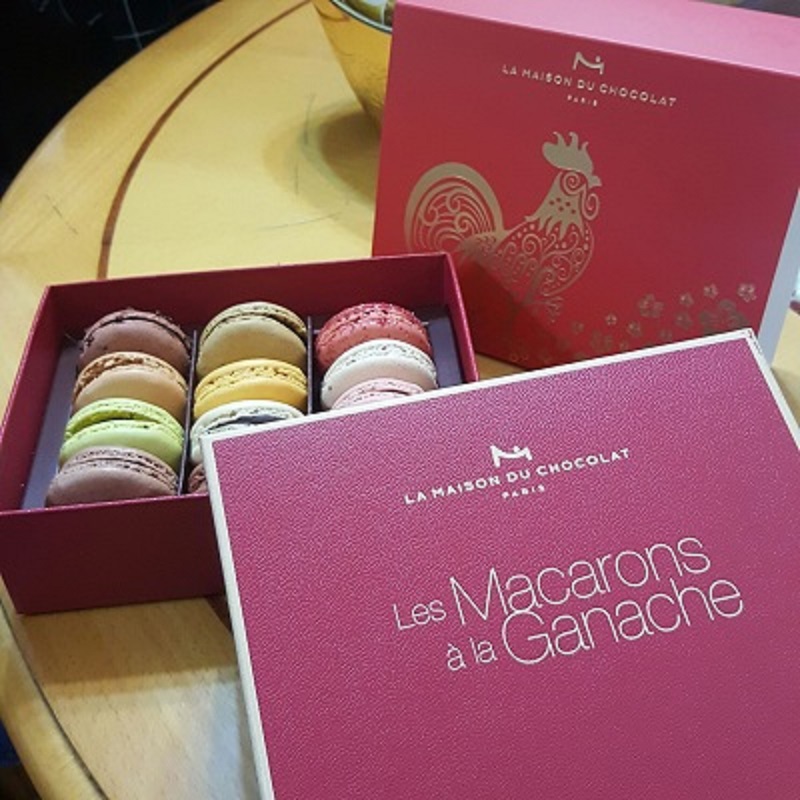 LA MAISON DU CHOCOLAT
PARIS
LA MAISON DU CHOCOLAT
PARIS
Les Macarons
à la Ganache